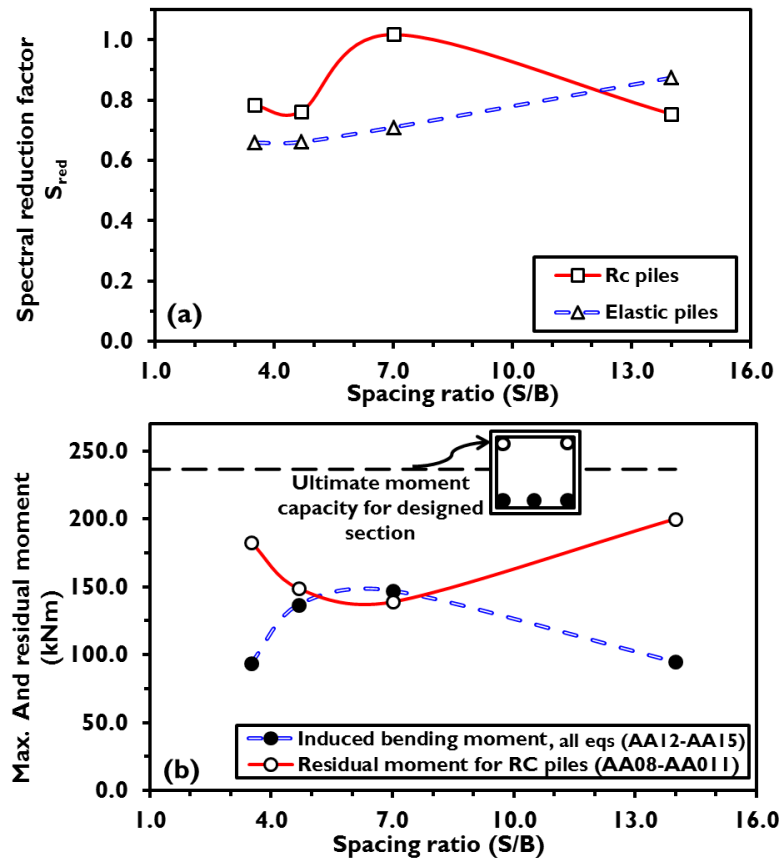 Spectral reduction factor
S_red
1.0
0.8
0.6
0.4
0.2
0.0
(a)
Rc piles
Elastic piles
1.0
4.0
7.0
10.0
13.0
16.0
Spacing ratio (S/B)
Max. And residual moment
(kNm)
250.0
200.0
150.0
100.0
50.0
0.0
Ultimate moment
capacity for designed
section
(b)
Induced bending moment, all eqs (AA12-AA15)
Residual moment for RC piles (AA08-AA011)
1.0
4.0
7.0
10.0
13.0
16.0
Spacing ratio (S/B)